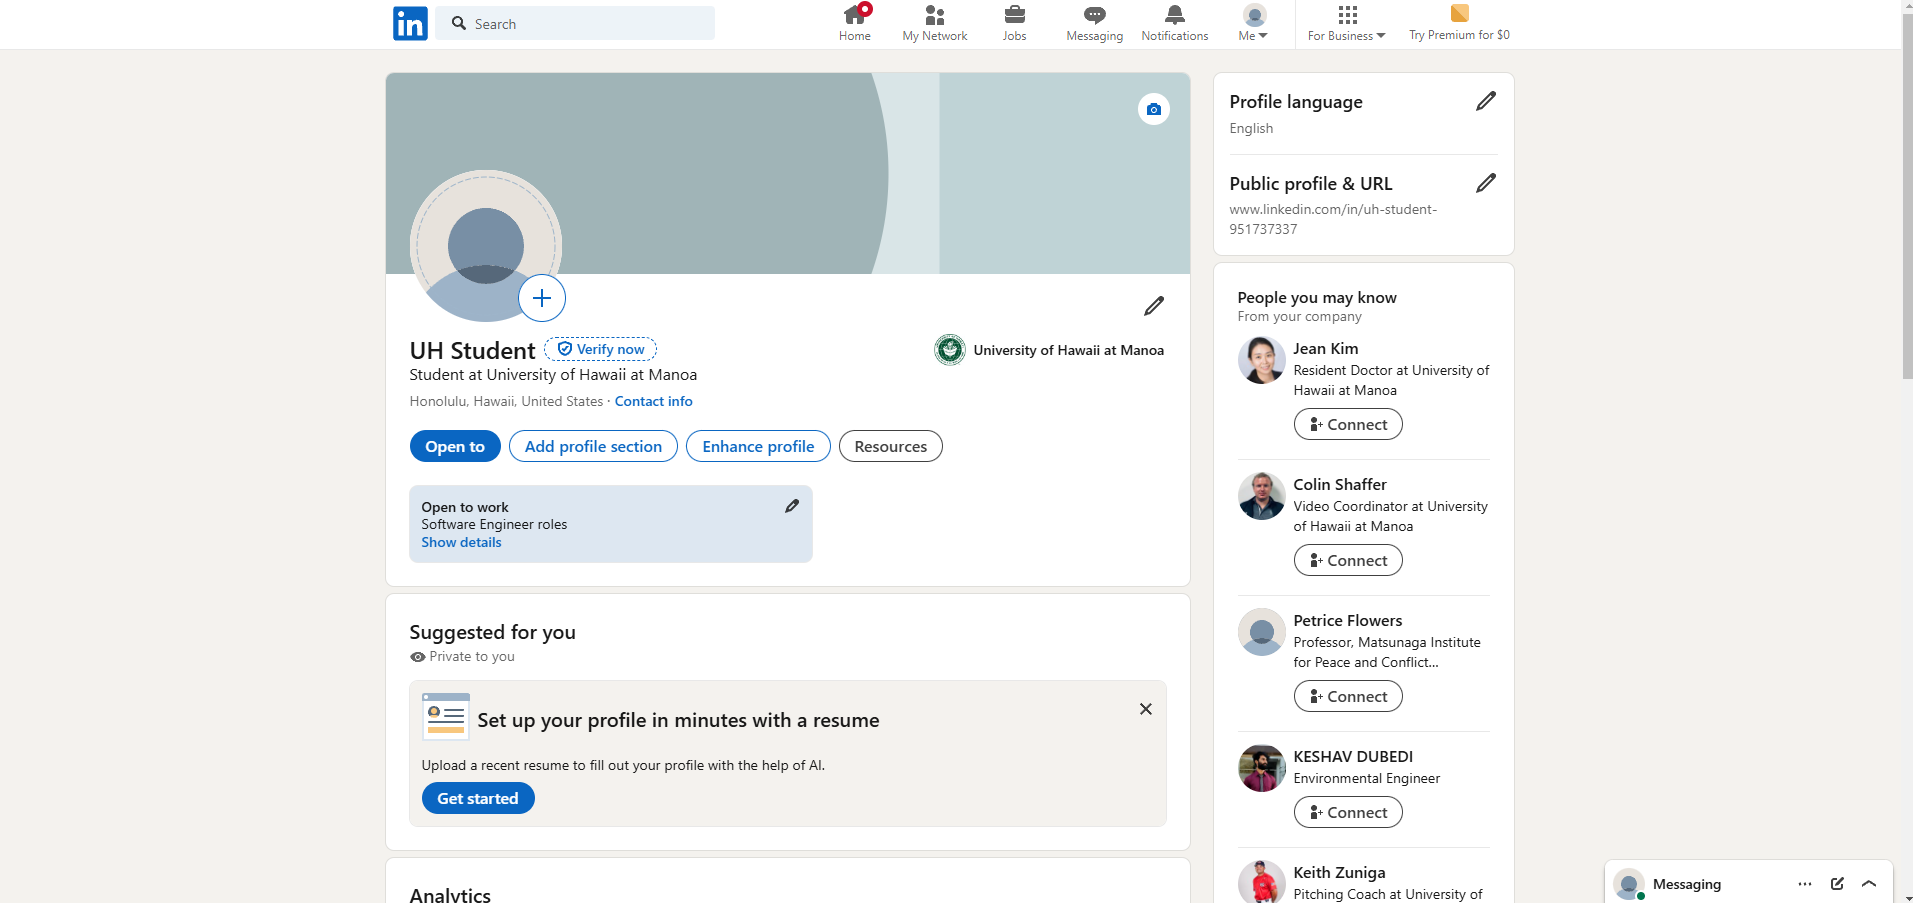 in
Search
Home
My Network
Jobs
Messaging
Notifications
Me
For Business
Try Premium for $0
UH Student
Verify now
Student at University of Hawaii at Manoa
Honolulu, Hawaii, United States · Contact info
University of Hawaii at Manoa
Open to
Add profile section
Enhance profile
Resources
Open to work
Software Engineer roles
Show details
Suggested for you
Private to you
Set up your profile in minutes with a resume
Upload a recent resume to fill out your profile with the help of AI.
Get started
Analytics
Profile language
English
Public profile & URL
www.linkedin.com/in/uh-student-
951737337
People you may know
From your company
Jean Kim
Resident Doctor at University of
Hawaii at Manoa
Connect
Colin Shaffer
Video Coordinator at University
of Hawaii at Manoa
Connect
Petrice Flowers
Professor, Matsunaga Institute
for Peace and Conflict...
Connect
KESHAV DUBEDI
Environmental Engineer
Connect
Keith Zuniga
Pitching Coach at University of
Messaging